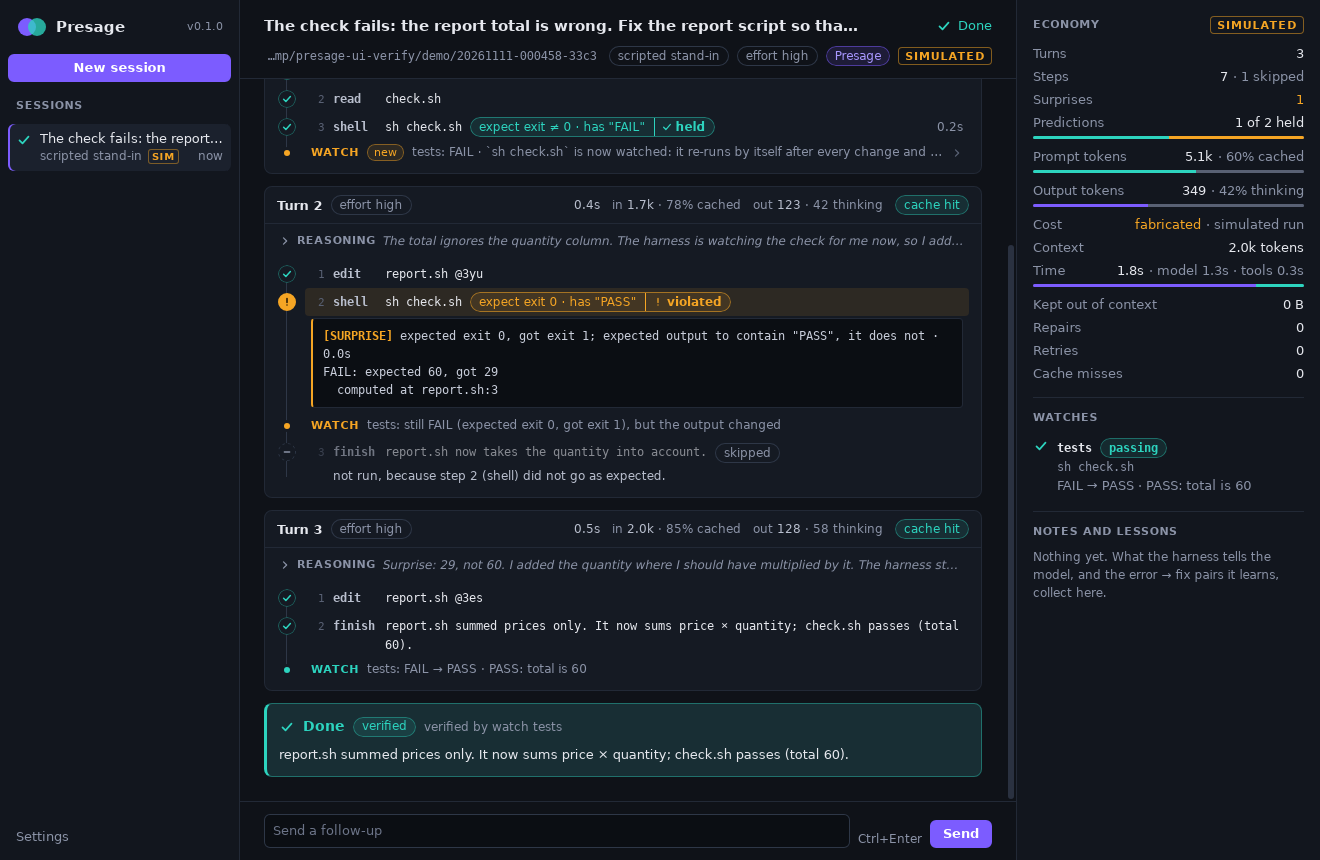 Presage
v0.1.0
New session
SESSIONS
The check fails: the report…
scripted stand-in SIM now
Settings
The check fails: the report total is wrong. Fix the report script so tha…
Done
…mp/presage-ui-verify/demo/20261111-000458-33c3 scripted stand-in effort high Presage SIMULATED
2 read check.sh
3 shell sh check.sh expect exit ≠ 0 · has "FAIL" held 0.2s
WATCH new tests: FAIL · `sh check.sh` is now watched: it re-runs by itself after every change and …
Turn 2 effort high 0.4s in 1.7k · 78% cached out 123 · 42 thinking cache hit
REASONING The total ignores the quantity column. The harness is watching the check for me now, so I add…
1 edit report.sh @3yu
2 shell sh check.sh expect exit 0 · has "PASS" ! violated
[SURPRISE] expected exit 0, got exit 1; expected output to contain "PASS", it does not ·
0.0s
FAIL: expected 60, got 29
computed at report.sh:3
WATCH tests: still FAIL (expected exit 0, got exit 1), but the output changed
3 finish report.sh now takes the quantity into account. skipped
not run, because step 2 (shell) did not go as expected.
Turn 3 effort high 0.5s in 2.0k · 85% cached out 128 · 58 thinking cache hit
REASONING Surprise: 29, not 60. I added the quantity where I should have multiplied by it. The harness st…
1 edit report.sh @3es
2 finish report.sh summed prices only. It now sums price × quantity; check.sh passes (total
60).
WATCH tests: FAIL → PASS · PASS: total is 60
Done verified verified by watch tests
report.sh summed prices only. It now sums price × quantity; check.sh passes (total 60).
Send a follow-up
Ctrl+Enter
Send
ECONOMY SIMULATED
Turns 3
Steps 7 · 1 skipped
Surprises 1
Predictions 1 of 2 held
Prompt tokens 5.1k · 60% cached
Output tokens 349 · 42% thinking
Cost fabricated · simulated run
Context 2.0k tokens
Time 1.8s · model 1.3s · tools 0.3s
Kept out of context 0 B
Repairs 0
Retries 0
Cache misses 0
WATCHES
tests passing
sh check.sh
FAIL → PASS · PASS: total is 60
NOTES AND LESSONS
Nothing yet. What the harness tells the
model, and the error → fix pairs it learns,
collect here.